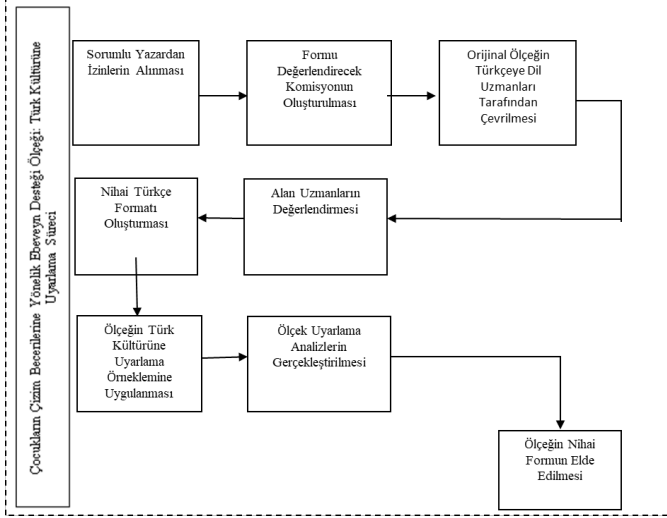 Çocukların Çizim Becerilerine Yönelik Ebeveyn Desteği Ölçeği: Türk Kültürüne
Uyarlama Süreci
Sorumlu Yazardan
İzinlerin Alınması
Formu
Değerlendirecek
Komisyonun
Oluşturulması
Orijinal Ölçeğin
Türkçeye Dil
Uzmanları
Tarafından
Çevrilmesi
Alan Uzmanların
Değerlendirmesi
Nihai Türkçe
Formatı
Oluşturması
Ölçeğin Türk
Kültürüne
Uyarlama
Örneklemine
Uygulanması
Ölçek Uyarlama
Analizlerin
Gerçekleştirilmesi
Ölçeğin Nihai
Formun Elde
Edilmesi